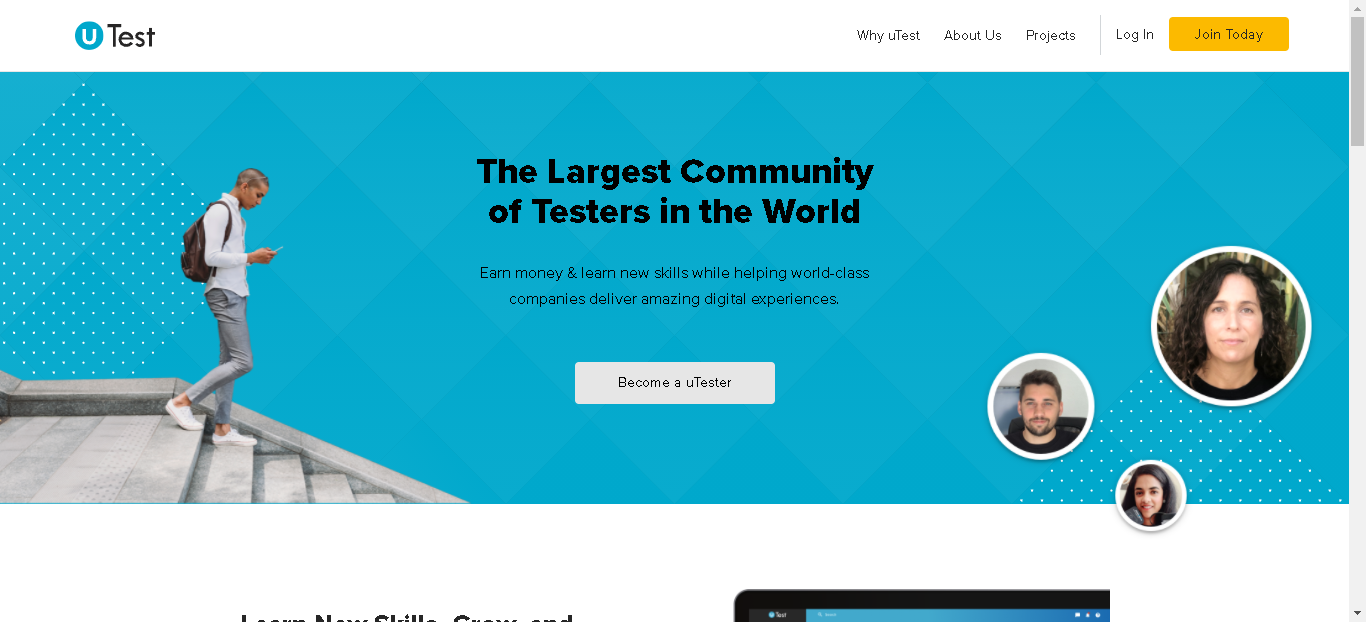 uTest
Why uTest
About Us
Projects
Log In
Join Today
The Largest Community
of Testers in the World
Earn money & learn new skills while helping world-class
companies deliver amazing digital experiences.
Become a uTester
Learn New Skills, Grow, and
uTest